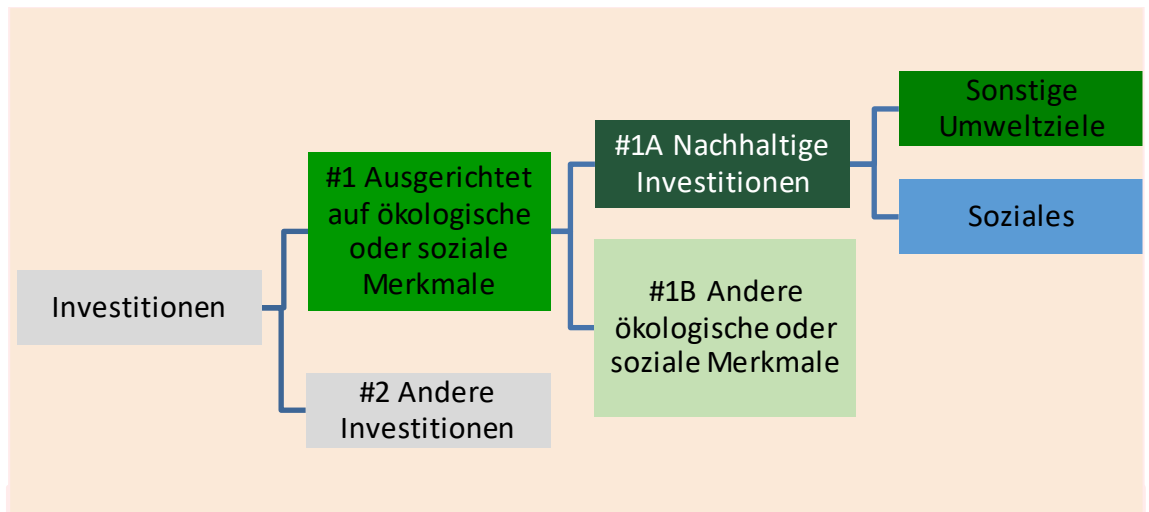 Investitionen
#1 Ausgerichtet
auf ökologische
oder soziale
Merkmale
#2 Andere
Investitionen
#1A Nachhaltige
Investitionen
#1B Andere
ökologische oder
soziale Merkmale
Sonstige
Umweltziele
Soziales